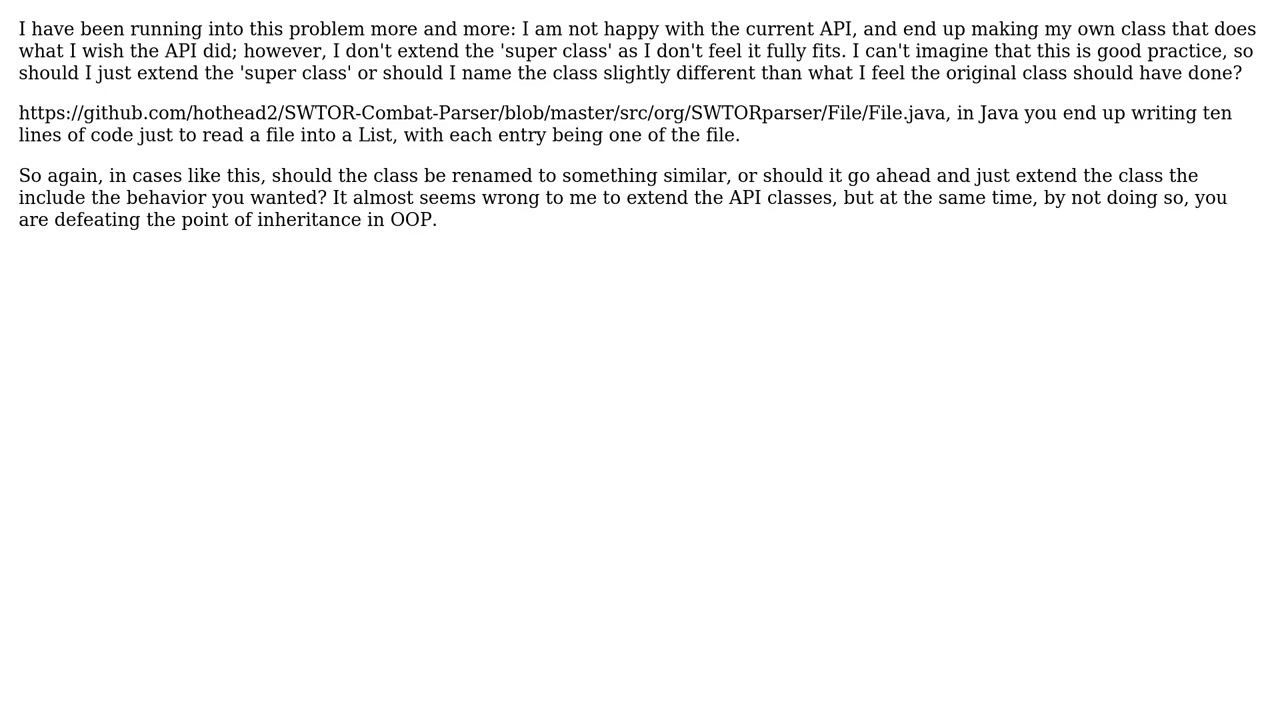 I have been running into this problem more and more: I am not happy with the current API, and end up making my own class that does
what I wish the API did; however, I don't extend the 'super class' as I don't feel it fully fits. I can't imagine that this is good practice, so
should I just extend the 'super class' or should I name the class slightly different than what I feel the original class should have done?
https://github.com/hothead2/SWTOR-Combat-Parser/blob/master/src/org/SWTORparser/File/File.java, in Java you end up writing ten
lines of code just to read a file into a List, with each entry being one of the file.
So again, in cases like this, should the class be renamed to something similar, or should it go ahead and just extend the class the
include the behavior you wanted? It almost seems wrong to me to extend the API classes, but at the same time, by not doing so, you
are defeating the point of inheritance in OOP.